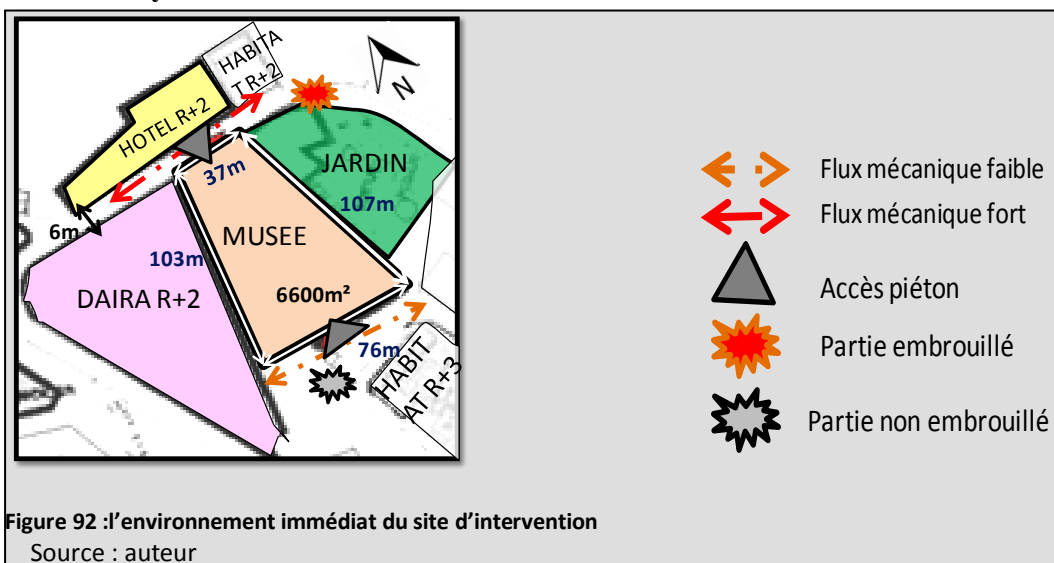 HABITA
T R+2
N
HOTEL R+2
JARDIN
37m
107m
6m
MUSEE
103m
DAIRA R+2
6600m²
76m
HABIT
AT R+3
Flux mécanique faible
Flux mécanique fort
Accès piéton
Partie embrouillé
Partie non embrouillé
Figure 92 :l’environnement immédiat du site d’intervention
Source : auteur